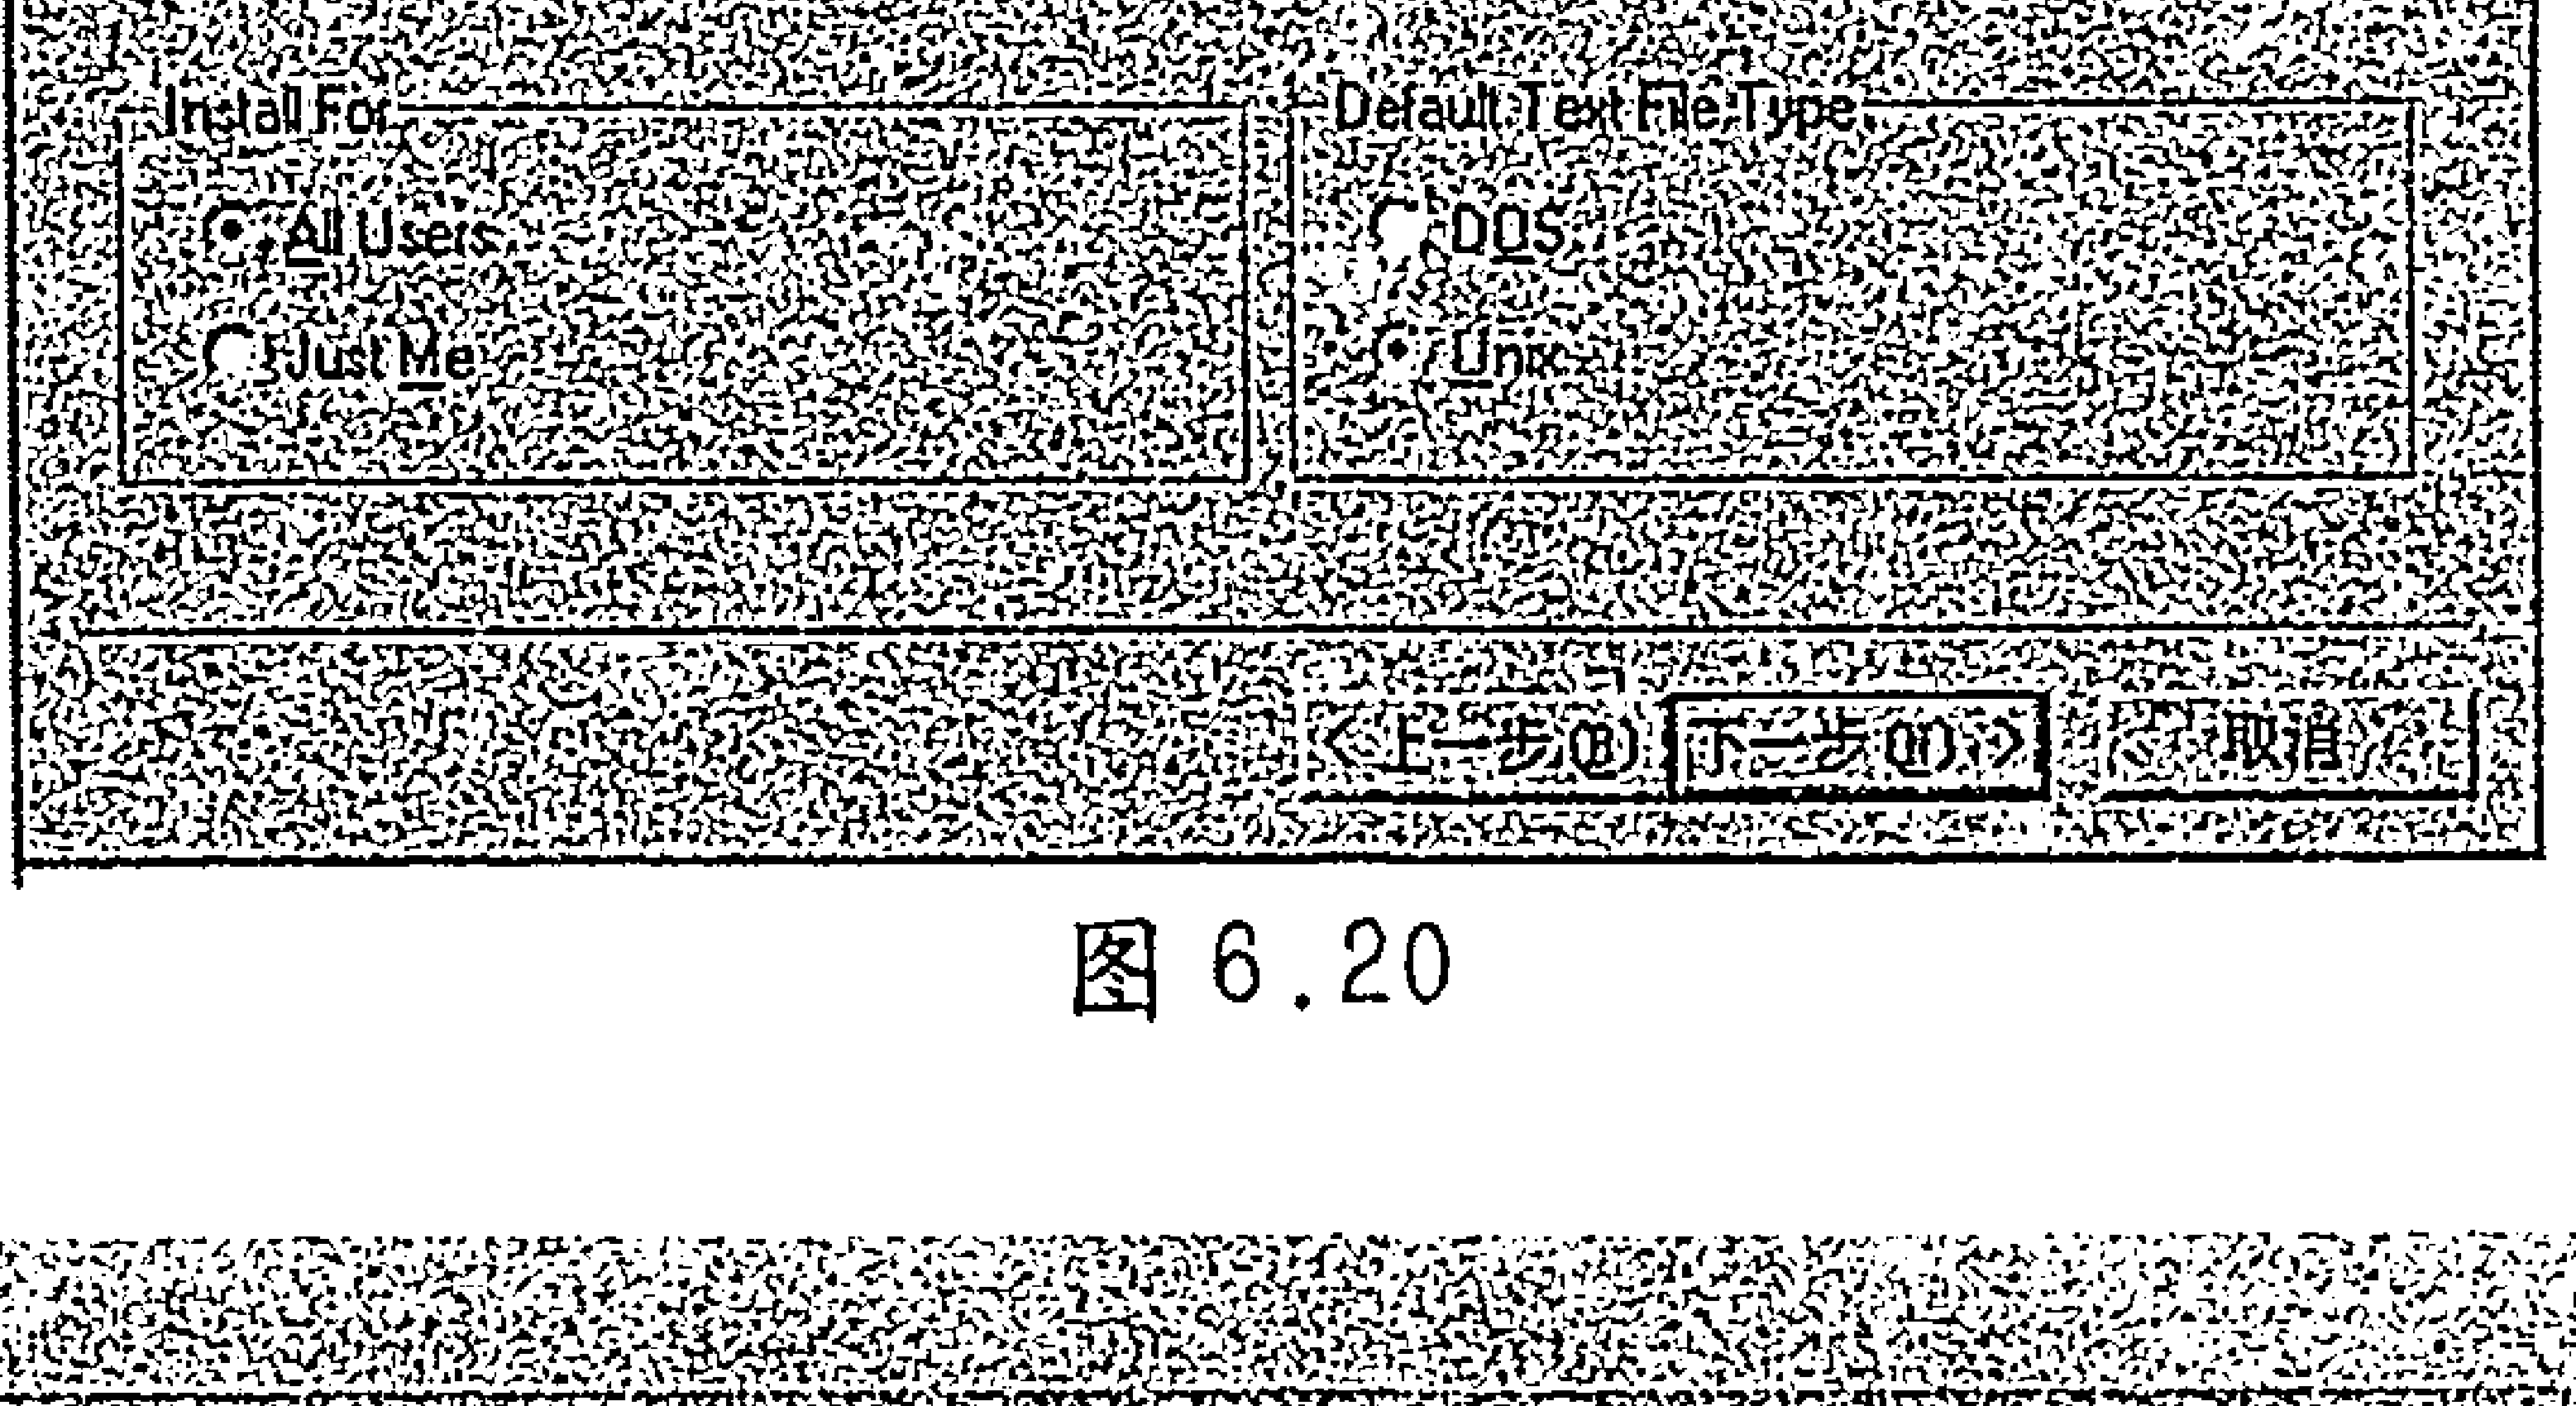 Install For
Default Text File Type
All Users
DOS
Just Me
Unix
< 上一步(B)
下一步(N) >
取消
图 6.20